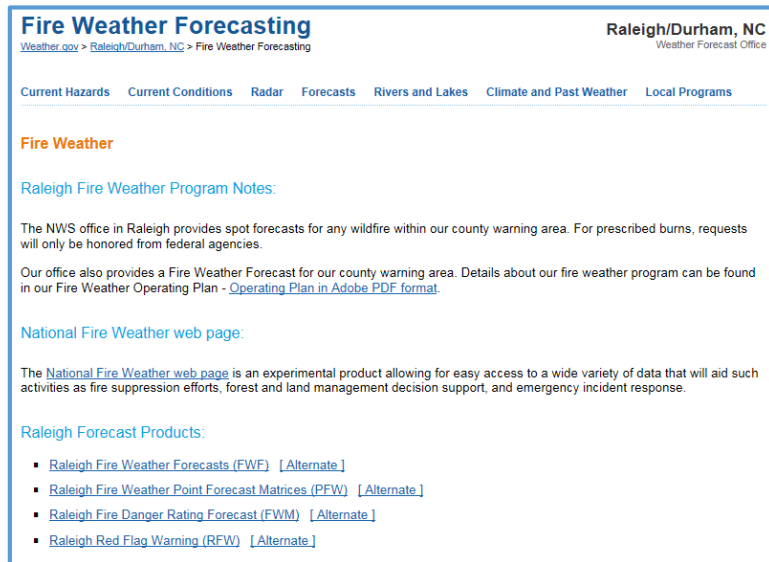 Fire Weather Forecasting
Raleigh/Durham, NC
Weather.gov > Raleigh/Durham, NC > Fire Weather Forecasting
Weather Forecast Office
Current Hazards Current Conditions Radar Forecasts Rivers and Lakes Climate and Past Weather Local Programs
Fire Weather
Raleigh Fire Weather Program Notes:
The NWS office in Raleigh provides spot forecasts for any wildfire within our county warning area. For prescribed burns, requests
will only be honored from federal agencies.
Our office also provides a Fire Weather Forecast for our county warning area. Details about our fire weather program can be found
in our Fire Weather Operating Plan - Operating Plan in Adobe PDF format.
National Fire Weather web page:
The National Fire Weather web page is an experimental product allowing for easy access to a wide variety of data that will aid such
activities as fire suppression efforts, forest and land management decision support, and emergency incident response.
Raleigh Forecast Products:
▪ Raleigh Fire Weather Forecasts (FWF) [ Alternate ]
▪ Raleigh Fire Weather Point Forecast Matrices (PFW) [ Alternate ]
▪ Raleigh Fire Danger Rating Forecast (FWM) [ Alternate ]
▪ Raleigh Red Flag Warning (RFW) [ Alternate ]